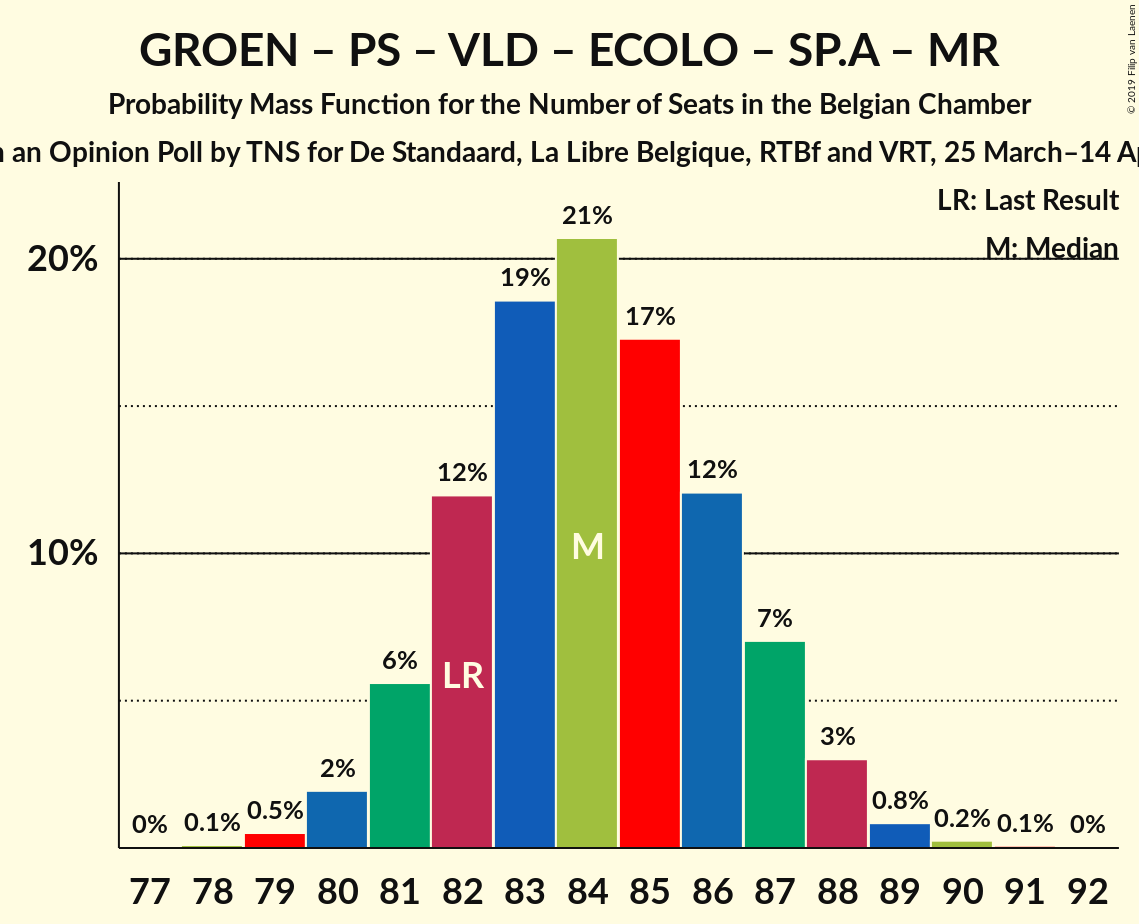 GROEN – PS – VLD – ECOLO – SP.A – MR
Probability Mass Function for the Number of Seats in the Belgian Chamber
an Opinion Poll by TNS for De Standaard, La Libre Belgique, RTBf and VRT, 25 March–14
© 2019 Filip van Laenen
LR: Last Result
M: Median
20%
10%
0% 0.1% 0.5% 2% 6% 12% 19% 21% 17% 12% 7% 3% 0.8% 0.2% 0.1% 0%
LR
M
77 78 79 80 81 82 83 84 85 86 87 88 89 90 91 92